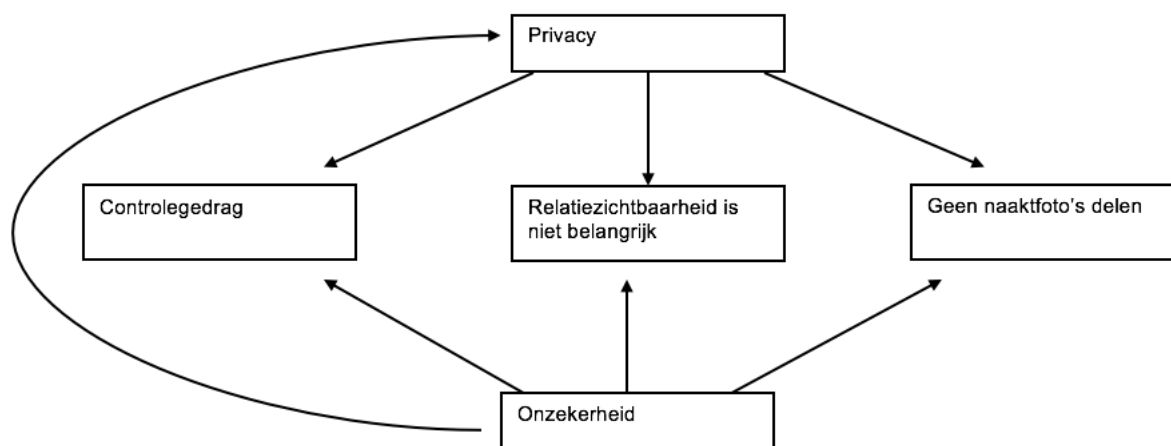 Privacy
Controlegedrag
Relatiezichtbaarheid is
niet belangrijk
Geen naaktfoto's delen
Onzekerheid